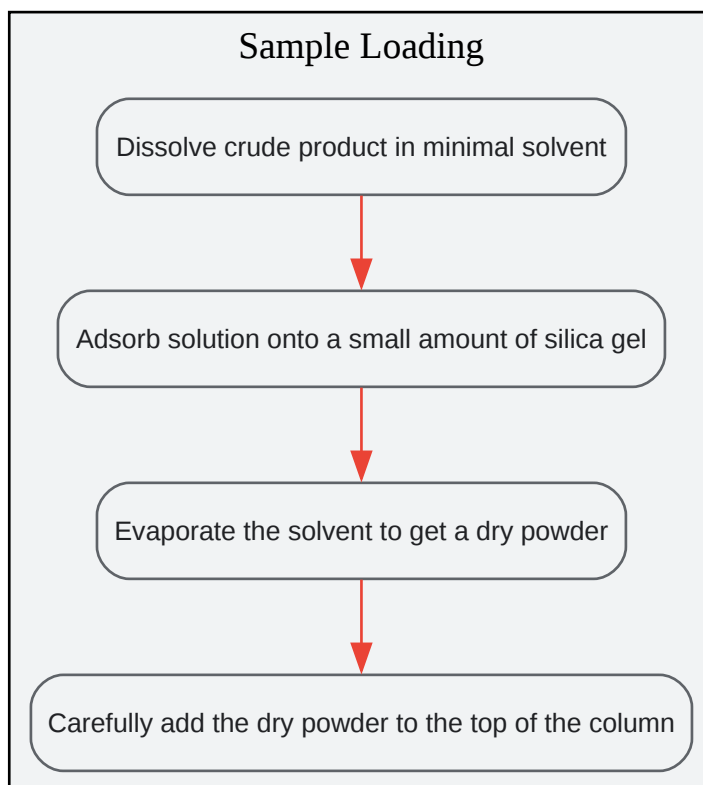 Sample Loading
Dissolve crude product in minimal solvent
Adsorb solution onto a small amount of silica gel
Evaporate the solvent to get a dry powder
Carefully add the dry powder to the top of the column